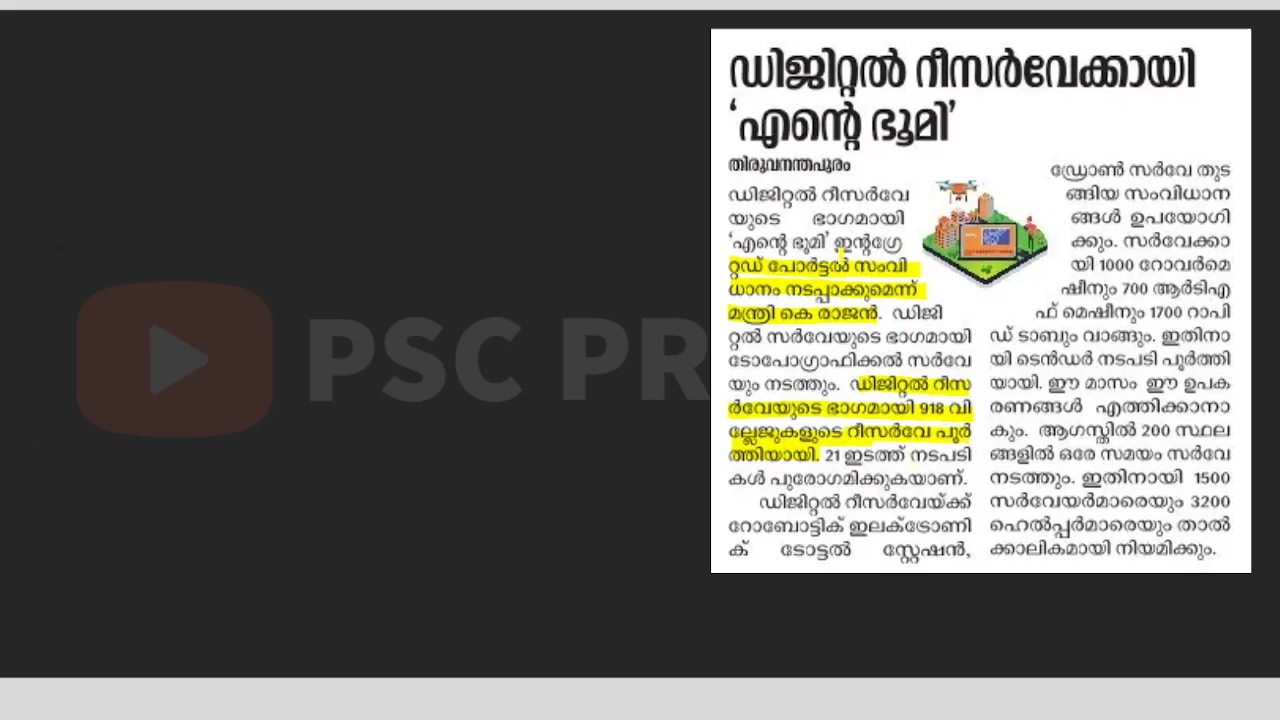 PSC PR
ഡിജിറ്റൽ റീസർവേക്കായി
‘എന്റെ ഭൂമി’
തിരുവനന്തപുരം
ഡിജിറ്റൽ റീസർവേ
യുടെ ഭാഗമായി
‘എന്റെ ഭൂമി’ ഇന്റഗ്രേ
റ്റഡ് പോർട്ടൽ സംവി
ധാനം നടപ്പാക്കുമെന്ന്
മന്ത്രി കെ രാജൻ. ഡിജി
റ്റൽ സർവേയുടെ ഭാഗമായി
ടോപോഗ്രാഫിക്കൽ സർവേ
യും നടത്തും. ഡിജിറ്റൽ റീസ
ർവേയുടെ ഭാഗമായി 918 വി
ല്ലേജുകളുടെ റീസർവേ പൂർ
ത്തിയായി. 21 ഇടത്ത് നടപടി
കൾ പുരോഗമിക്കുകയാണ്.
ഡിജിറ്റൽ റീസർവേയ്ക്ക്
റോബോട്ടിക് ഇലക്ട്രോണി
ക് ടോട്ടൽ സ്റ്റേഷൻ,
ഡ്രോൺ സർവേ തുട
ങ്ങിയ സംവിധാന
ങ്ങൾ ഉപയോഗി
ക്കും. സർവേക്കാ
യി 1000 റോവർമെ
ഷീനും 700 ആർടിഎ
ഫ് മെഷീനും 1700 റാപി
ഡ് ടാബും വാങ്ങും. ഇതിനാ
യി ടെൻഡർ നടപടി പൂർത്തി
യായി. ഈ മാസം ഈ ഉപക
രണങ്ങൾ എത്തിക്കാനാ
കും. ആഗസ്തിൽ 200 സ്ഥല
ങ്ങളിൽ ഒരേ സമയം സർവേ
നടത്തും. ഇതിനായി 1500
സർവേയർമാരെയും 3200
ഹെൽപ്പർമാരെയും താൽ
ക്കാലികമായി നിയമിക്കും.